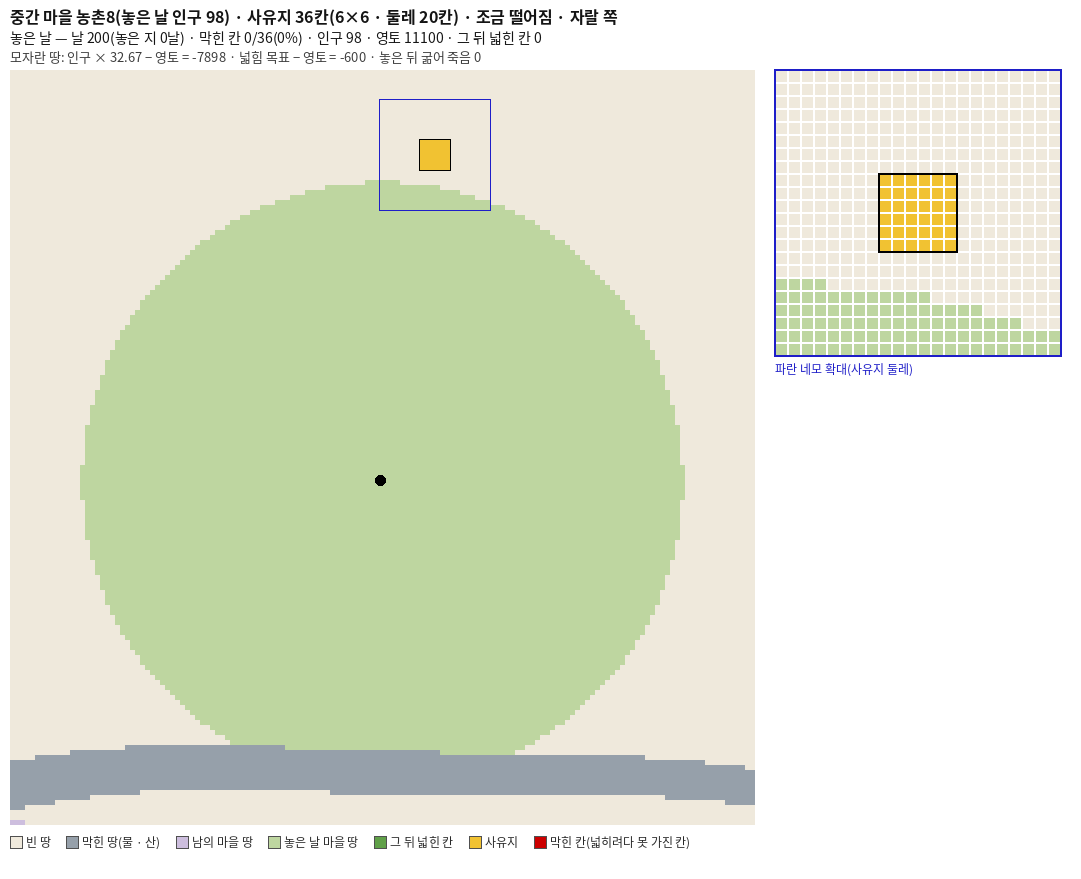 중간 마을 농촌8(놓은 날 인구 98) · 사유지 36칸(6×6 · 둘레 20칸) · 조금 떨어짐 · 자랄 쪽
놓은 날 — 날 200(놓은 지 0날) · 막힌 칸 0/36(0%) · 인구 98 · 영토 11100 · 그 뒤 넓힌 칸 0
모자란 땅: 인구 × 32.67 − 영토 = -7898 · 넓힘 목표 − 영토 = -600 · 놓은 뒤 굶어 죽음 0
파란 네모 확대(사유지 둘레)
빈 땅 막힌 땅(물 · 산) 남의 마을 땅 놓은 날 마을 땅 그 뒤 넓힌 칸 사유지 막힌 칸(넓히려다 못 가진 칸)